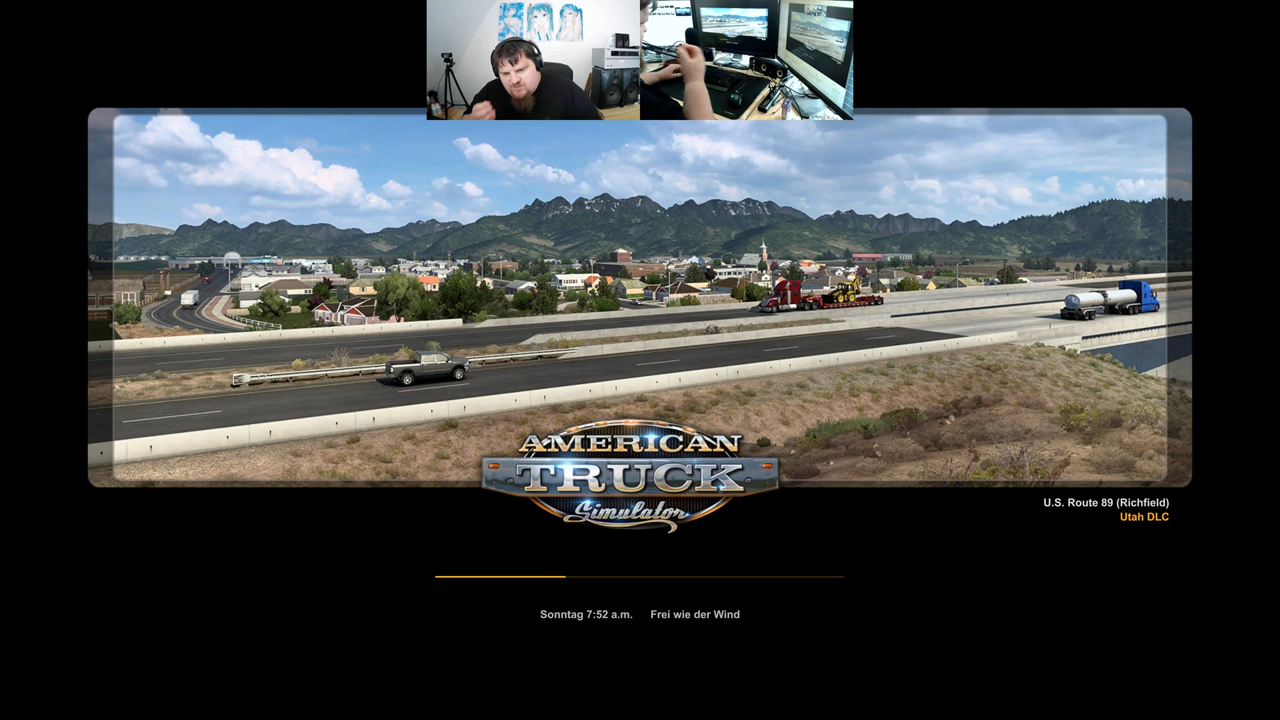 AMERICAN
TRUCK
Simulator
U.S. Route 89 (Richfield)
Utah DLC
Sonntag 7:52 a.m. Frei wie der Wind